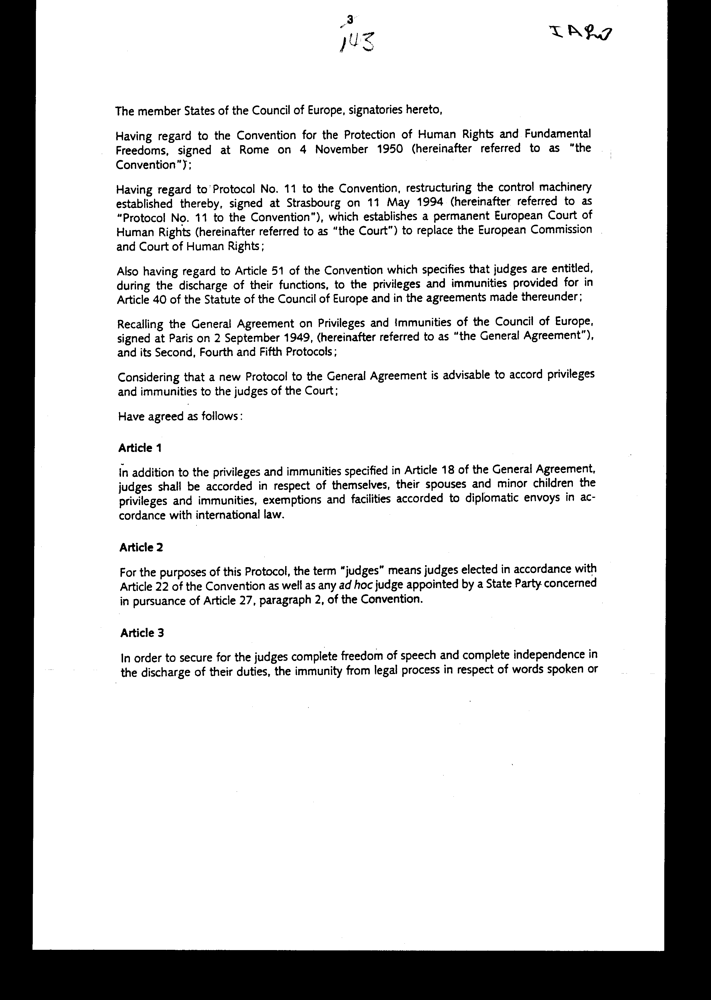 3
143
The member States of the Council of Europe, signatories hereto,
Having regard to the Convention for the Protection of Human Rights and Fundamental
Freedoms, signed at Rome on 4 November 1950 (hereinafter referred to as "the
Convention");
Having regard to Protocol No. 11 to the Convention, restructuring the control machinery
established thereby, signed at Strasbourg on 11 May 1994 (hereinafter referred to as
"Protocol No. 11 to the Convention"), which establishes a permanent European Court of
Human Rights (hereinafter referred to as "the Court") to replace the European Commission
and Court of Human Rights;
Also having regard to Article 51 of the Convention which specifies that judges are entitled,
during the discharge of their functions, to the privileges and immunities provided for in
Article 40 of the Statute of the Council of Europe and in the agreements made thereunder;
Recalling the General Agreement on Privileges and Immunities of the Council of Europe,
signed at Paris on 2 September 1949, (hereinafter referred to as "the General Agreement"),
and its Second, Fourth and Fifth Protocols;
Considering that a new Protocol to the General Agreement is advisable to accord privileges
and immunities to the judges of the Court;
Have agreed as follows:
Article 1
In addition to the privileges and immunities specified in Article 18 of the General Agreement,
judges shall be accorded in respect of themselves, their spouses and minor children the
privileges and immunities, exemptions and facilities accorded to diplomatic envoys in ac-
cordance with international law.
Article 2
For the purposes of this Protocol, the term "judges" means judges elected in accordance with
Article 22 of the Convention as well as any ad hoc judge appointed by a State Party concerned
in pursuance of Article 27, paragraph 2, of the Convention.
Article 3
In order to secure for the judges complete freedom of speech and complete independence in
the discharge of their duties, the immunity from legal process in respect of words spoken or